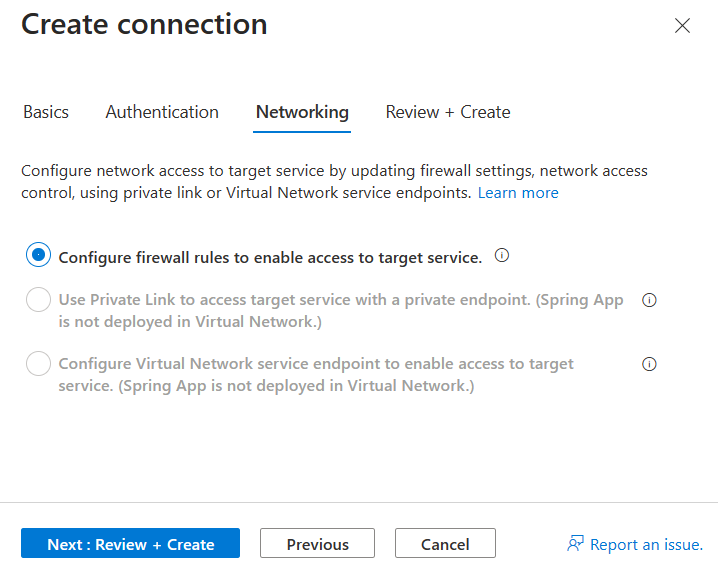 Create connection
Basics
Authentication
Networking
Review + Create
Configure network access to target service by updating firewall settings, network access
control, using private link or Virtual Network service endpoints. Learn more
Configure firewall rules to enable access to target service.
Use Private Link to access target service with a private endpoint. (Spring App
is not deployed in Virtual Network.)
Configure Virtual Network service endpoint to enable access to target
service. (Spring App is not deployed in Virtual Network.)
Next : Review + Create
Previous
Cancel
Report an issue.